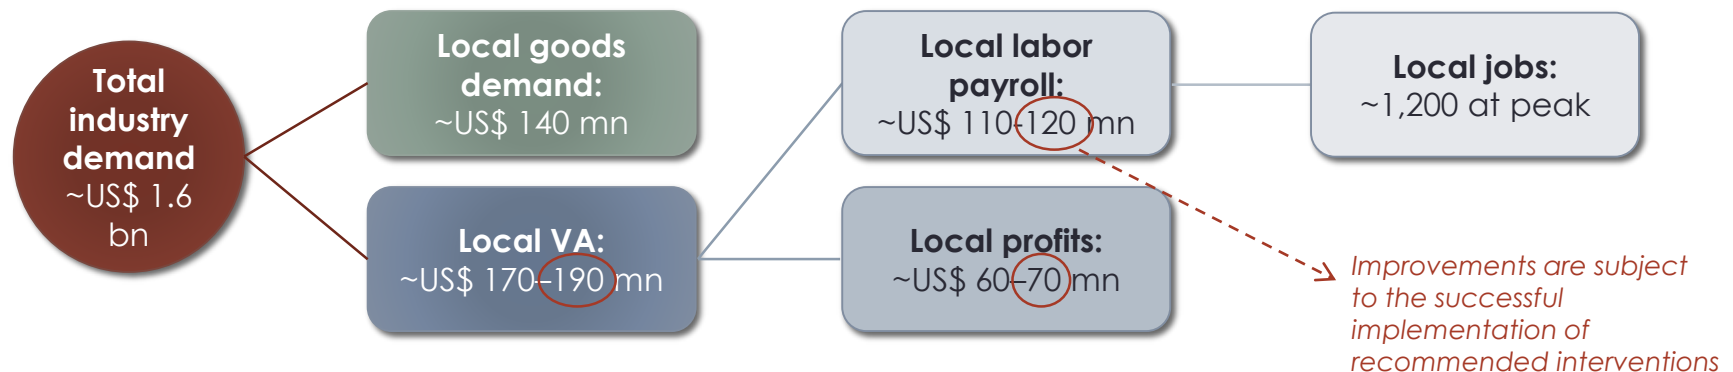 Total
industry
demand
~US$ 1.6
bn
Local goods
demand:
~US$ 140 mn
Local VA:
~US$ 170–190 mn
Local labor
payroll:
~US$ 110-120 mn
Local profits:
~US$ 60–70 mn
Local jobs:
~1,200 at peak
Improvements are subject
to the successful
implementation of
recommended interventions